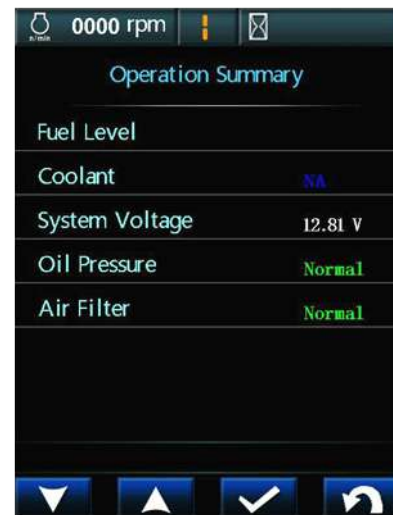 n/min 0000 rpm
Operation Summary
Fuel Level
Coolant NA
System Voltage 12.81 V
Oil Pressure Normal
Air Filter Normal